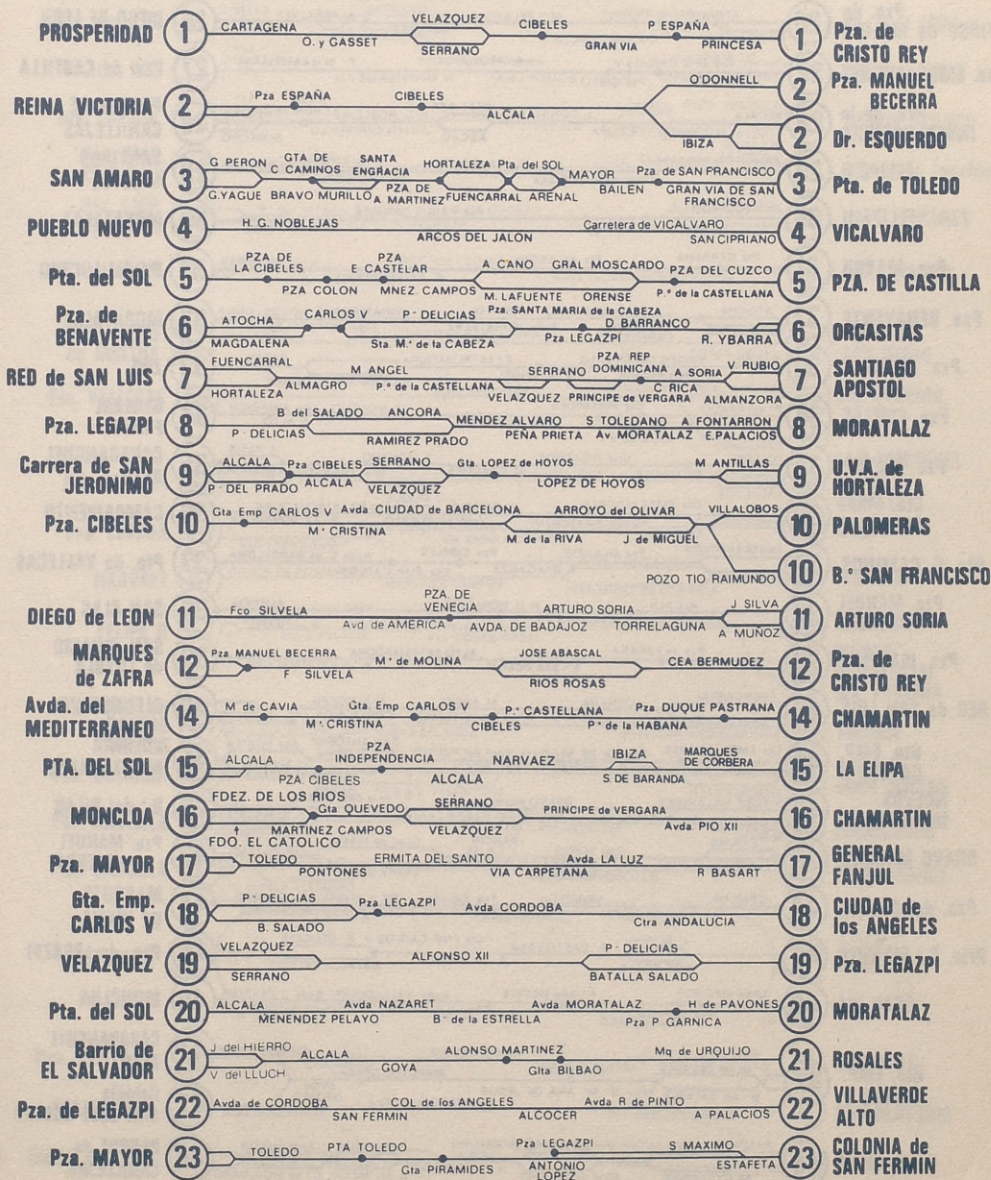 PROSPERIDAD 1 CARTAGENA O. y GASSET VELAZQUEZ SERRANO CIBELES GRAN VIA P ESPAÑA PRINCESA 1 Pza. de CRISTO REY
REINA VICTORIA 2 Pza ESPAÑA CIBELES ALCALA O'DONNELL 2 Pza. MANUEL BECERRA
IBIZA 2 Dr. ESQUERDO
SAN AMARO 3 G PERON G.YAGUE C CAMINOS GTA DE BRAVO MURILLO SANTA ENGRACIA PZA DE A MARTINEZ HORTALEZA FUENCARRAL Pta. del SOL ARENAL MAYOR BAILEN Pza. de SAN FRANCISCO GRAN VIA DE SAN FRANCISCO 3 Pta. de TOLEDO
PUEBLO NUEVO 4 H. G. NOBLEJAS ARCOS DEL JALON Carretera de VICALVARO SAN CIPRIANO 4 VICALVARO
Pta. del SOL 5 PZA DE LA CIBELES PZA COLON PZA E CASTELAR MNEZ. CAMPOS A CANO M. LAFUENTE GRAL MOSCARDO ORENSE PZA DEL CUZCO P.º de la CASTELLANA 5 PZA. DE CASTILLA
Pza. de BENAVENTE 6 ATOCHA MAGDALENA CARLOS V P· DELICIAS Sta. M.ª de la CABEZA Pza. SANTA MARIA de la CABEZA Pza LEGAZPI D. BARRANCO R. YBARRA 6 ORCASITAS
RED de SAN LUIS 7 FUENCARRAL HORTALEZA ALMAGRO M ANGEL P.º de la CASTELLANA SERRANO VELAZQUEZ PZA REP DOMINICANA PRINCIPE de VERGARA A. SORIA C RICA V RUBIO ALMANZORA 7 SANTIAGO APOSTOL
Pza. LEGAZPI 8 B del SALADO P· DELICIAS ANCORA RAMIREZ PRADO MENDEZ ALVARO PEÑA PRIETA S TOLEDANO Av. MORATALAZ A FONTARRON E.PALACIOS 8 MORATALAZ
Carrera de SAN JERONIMO 9 ALCALA P· DEL PRADO Pza CIBELES ALCALA SERRANO VELAZQUEZ Gta. LOPEZ de HOYOS LOPEZ DE HOYOS M ANTILLAS 9 U.V.A. de HORTALEZA
Pza. CIBELES 10 Gta Emp CARLOS V Mª CRISTINA Avda CIUDAD DE BARCELONA M de la RIVA ARROYO del OLIVAR J de MIGUEL VILLALOBOS 10 PALOMERAS
POZO TIO RAIMUNDO 10 B.º SAN FRANCISCO
DIEGO de LEON 11 Fco SILVELA Avd de AMERICA PZA. DE VENECIA AVDA. DE BADAJOZ ARTURO SORIA TORRELAGUNA J SILVA A. MUÑOZ 11 ARTURO SORIA
MARQUES de ZAFRA 12 Pza MANUEL BECERRA F SILVELA Mª de MOLINA JOSE ABASCAL RIOS ROSAS CEA BERMUDEZ 12 Pza. de CRISTO REY
Avda. del MEDITERRANEO 14 M de CAVIA Mª CRISTINA Gta. Emp CARLOS V CIBELES P.º CASTELLANA Pº de la HABANA Pza DUQUE PASTRANA 14 CHAMARTIN
PTA. DEL SOL 15 ALCALA PZA. CIBELES PZA INDEPENDENCIA ALCALA NARVAEZ IBIZA S DE BARANDA MARQUES DE CORBERA 15 LA ELIPA
MONCLOA 16 FDEZ. DE LOS RIOS FDO. EL CATOLICO MARTINEZ CAMPOS Gta QUEVEDO SERRANO VELAZQUEZ PRINCIPE de VERGARA Avda. PIO XII 16 CHAMARTIN
Pza. MAYOR 17 TOLEDO PONTONES ERMITA DEL SANTO VIA CARPETANA Avda. LA LUZ R BASART 17 GENERAL FANJUL
Gta. Emp. CARLOS V 18 P· DELICIAS B. SALADO Pza LEGAZPI Avda CORDOBA Ctra ANDALUCIA 18 CIUDAD de los ANGELES
VELAZQUEZ 19 VELAZQUEZ SERRANO ALFONSO XII P· DELICIAS BATALLA SALADO 19 Pza. LEGAZPI
Pta. del SOL 20 ALCALA MENENDEZ PELAYO Avda NAZARET Bº de la ESTRELLA Avda MORATALAZ Pza P. GARNICA H de PAVONES 20 MORATALAZ
Barrio de EL SALVADOR 21 J del HIERRO V del LLUCH ALCALA GOYA ALONSO MARTINEZ Glta BILBAO Mq de URQUIJO 21 ROSALES
Pza. de LEGAZPI 22 Avda de CORDOBA SAN FERMIN COL de los ANGELES ALCOCER Avda R de PINTO A PALACIOS 22 VILLAVERDE ALTO
Pza. MAYOR 23 TOLEDO PTA TOLEDO Gta PIRAMIDES Pza LEGAZPI ANTONIO LOPEZ S MAXIMO ESTAFETA 23 COLONIA de SAN FERMIN